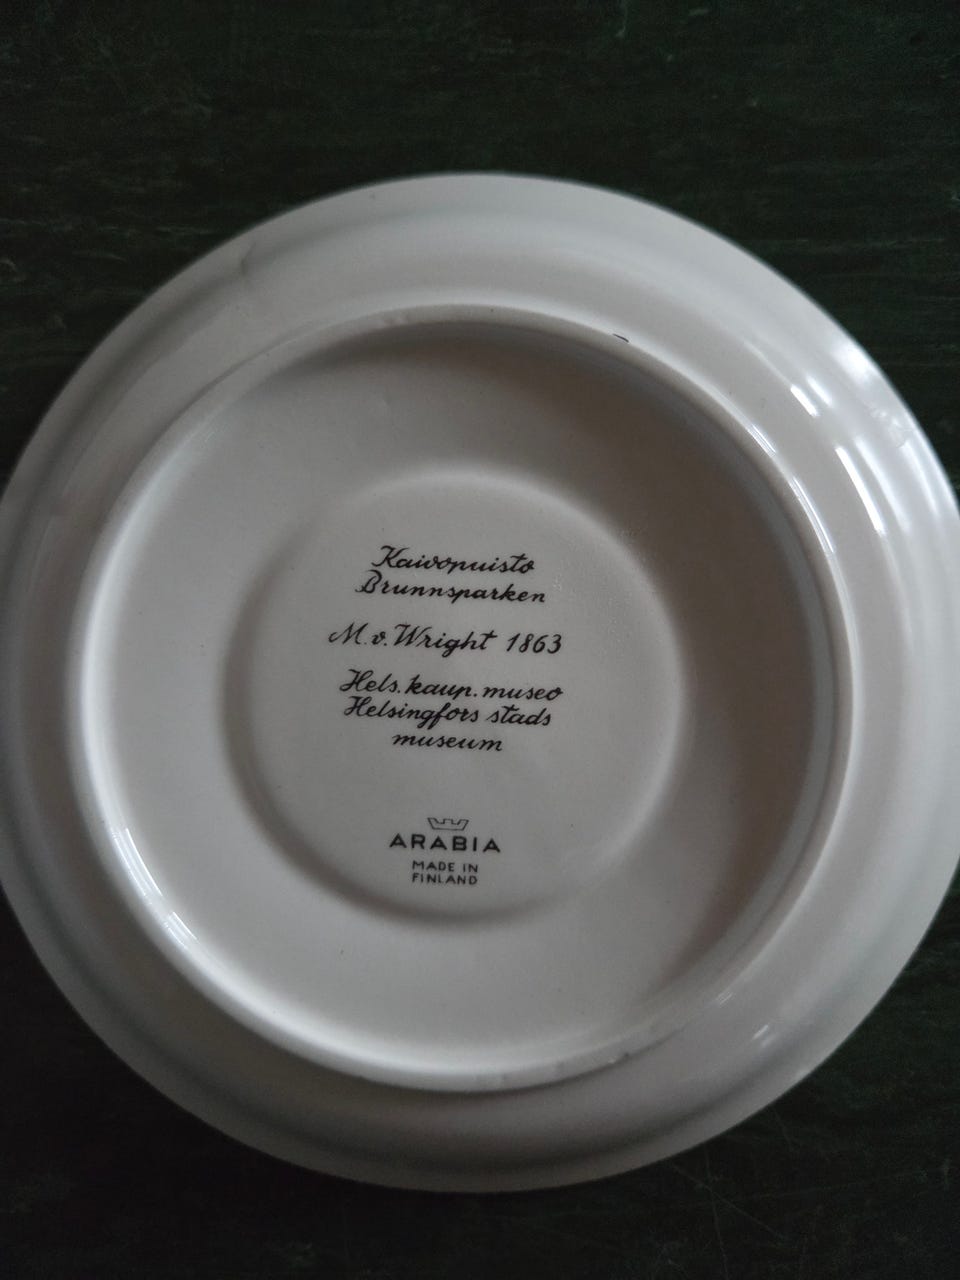 Kaivopuisto
Brunnsparken
M. v. Wright 1863
Hels. kaup. museo
Helsingfors stads
museum
ARABIA
MADE IN
FINLAND